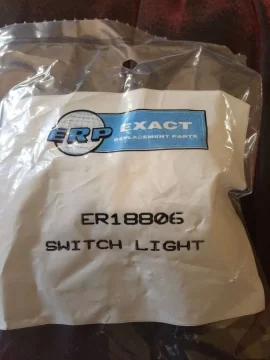 ERP
EXACT
REPLACEMENT PARTS
ER18806
SWITCH LIGHT